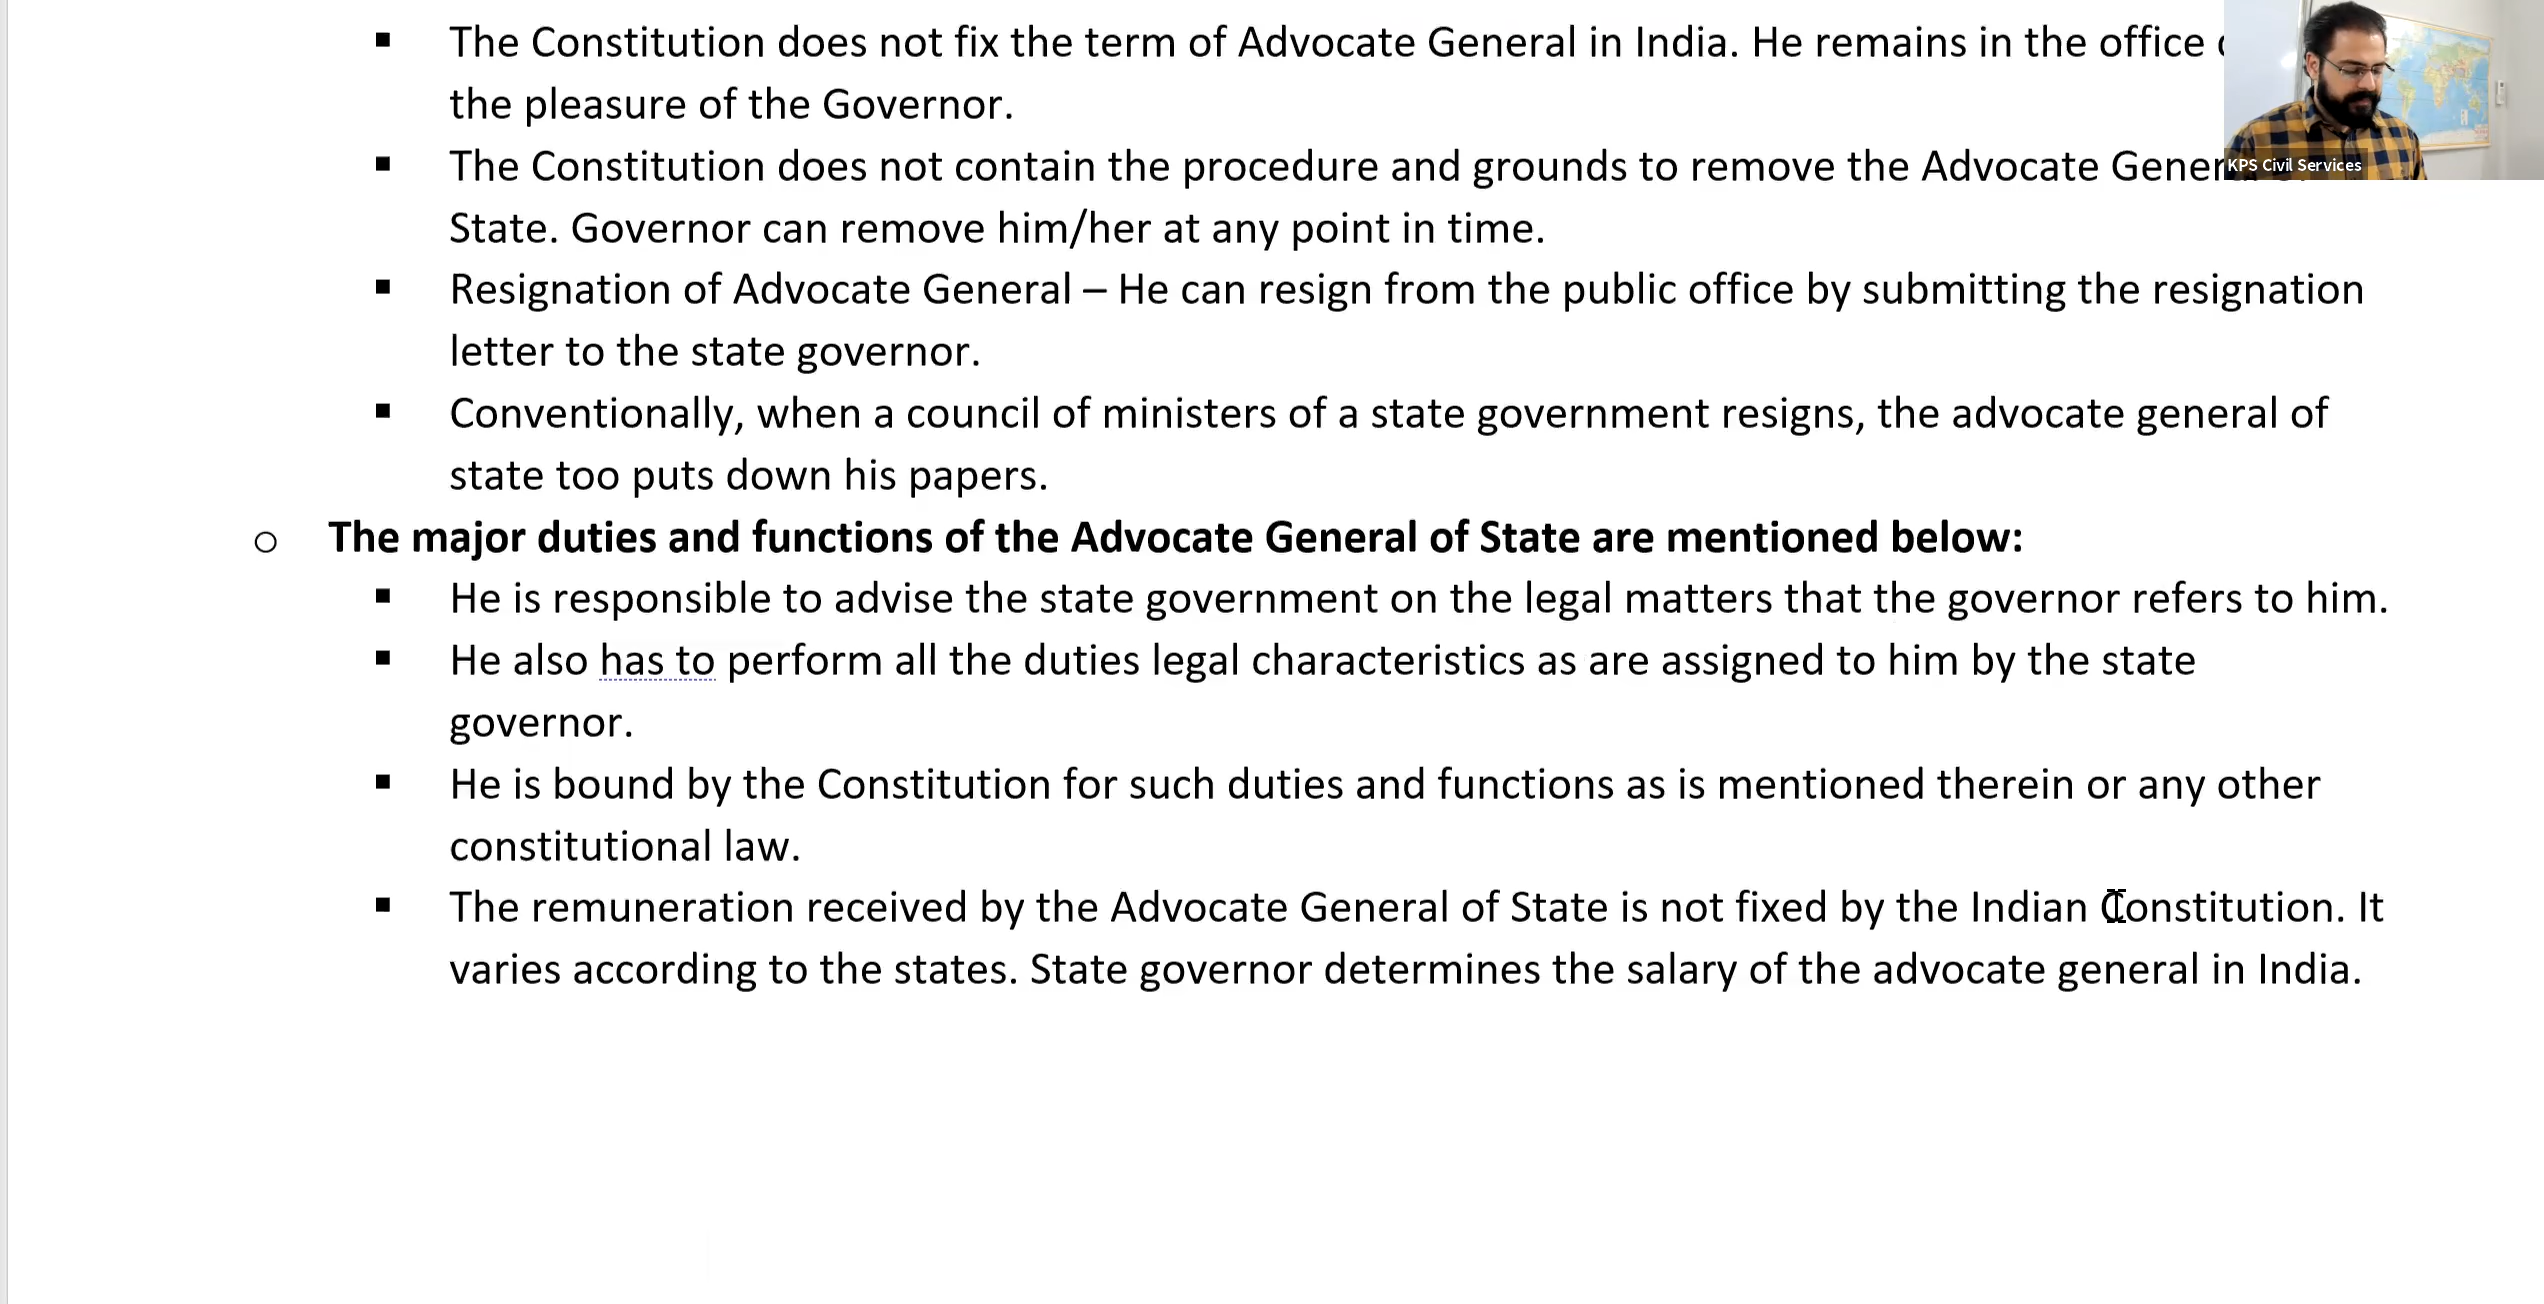 ▪ The Constitution does not fix the term of Advocate General in India. He remains in the office
the pleasure of the Governor.
▪ The Constitution does not contain the procedure and grounds to remove the Advocate
KPS Civil Services
State. Governor can remove him/her at any point in time.
▪ Resignation of Advocate General – He can resign from the public office by submitting the resignation
letter to the state governor.
▪ Conventionally, when a council of ministers of a state government resigns, the advocate general of
state too puts down his papers.
o The major duties and functions of the Advocate General of State are mentioned below:
▪ He is responsible to advise the state government on the legal matters that the governor refers to him.
▪ He also has to perform all the duties legal characteristics as are assigned to him by the state
governor.
▪ He is bound by the Constitution for such duties and functions as is mentioned therein or any other
constitutional law.
▪ The remuneration received by the Advocate General of State is not fixed by the Indian Constitution. It
varies according to the states. State governor determines the salary of the advocate general in India.